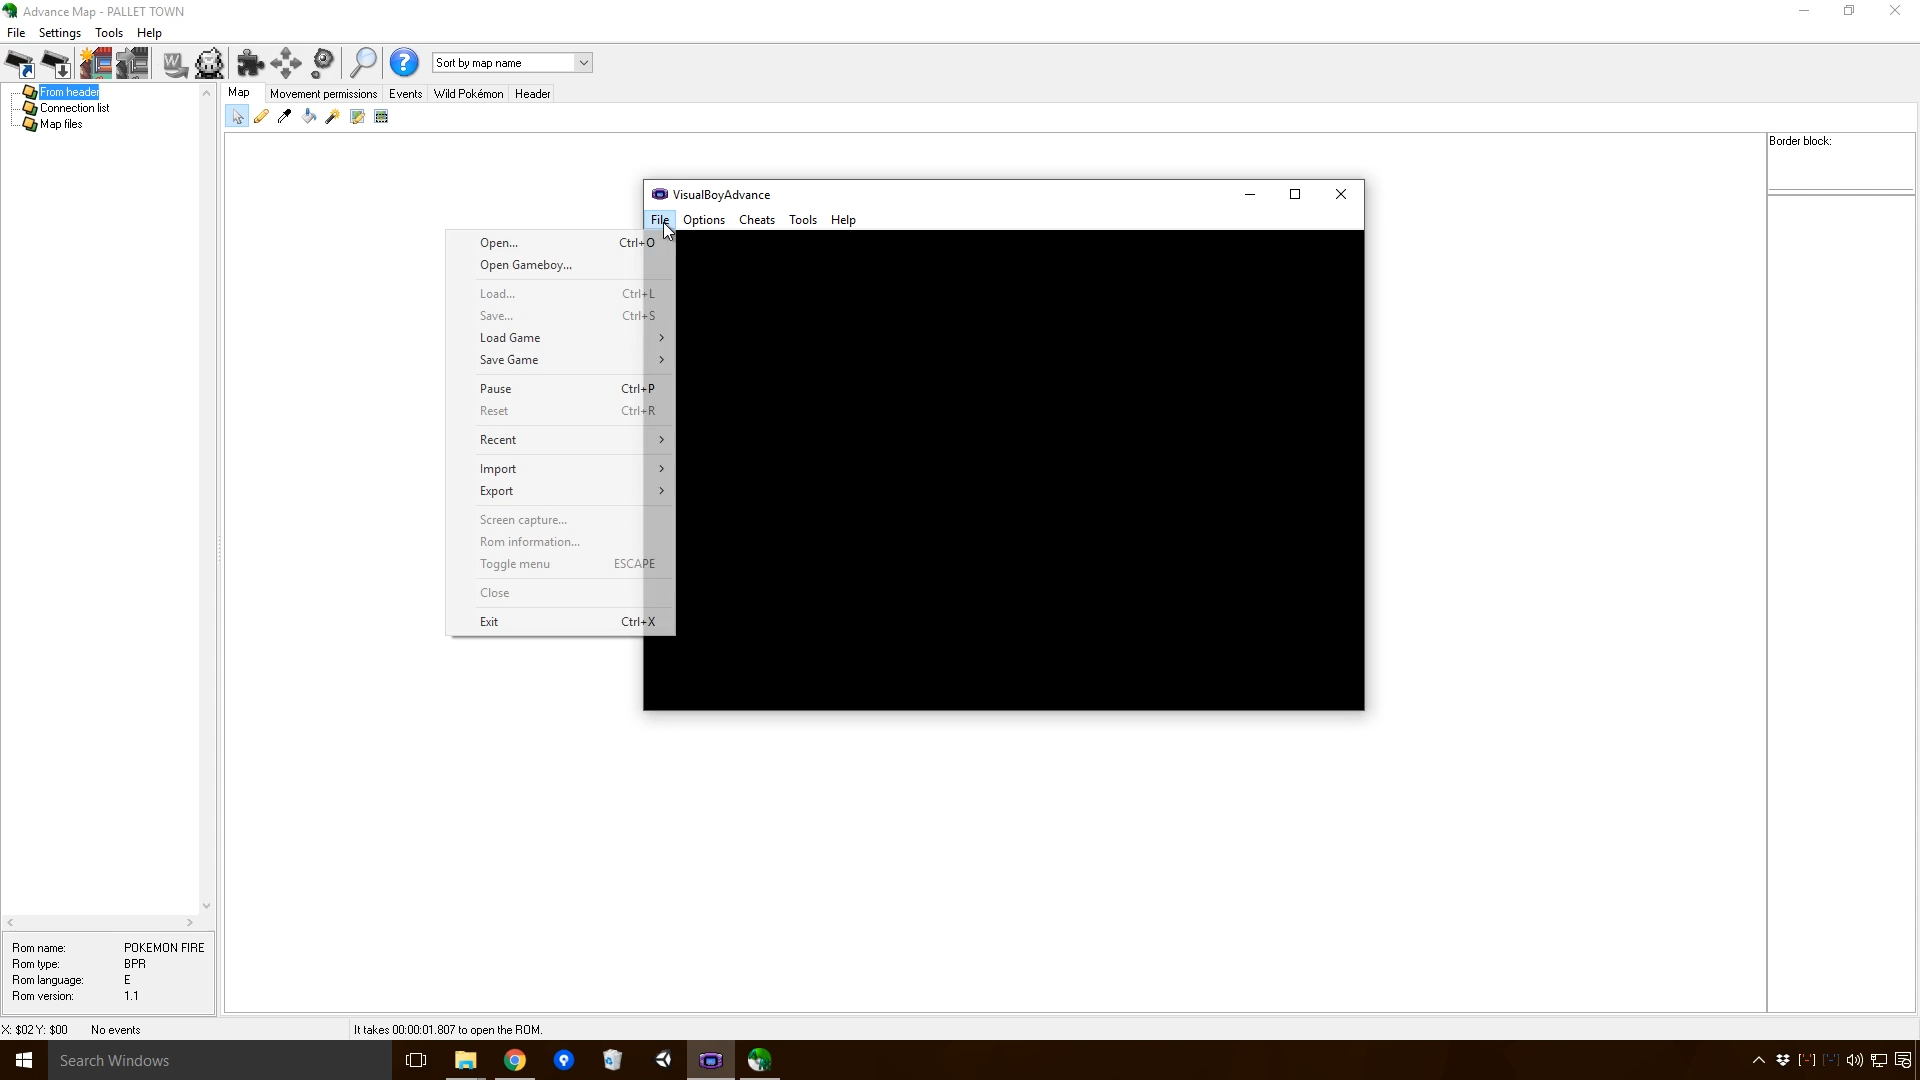 Advance Map - PALLET TOWN
File Settings Tools Help
Sort by map name
From header
Connection list
Map files
Map Movement permissions Events Wild Pokémon Header
Border block:
VisualBoyAdvance
File Options Cheats Tools Help
Open... Ctrl+O
Open Gameboy...
Load... Ctrl+L
Save... Ctrl+S
Load Game
Save Game
Pause Ctrl+P
Reset Ctrl+R
Recent
Import
Export
Screen capture...
Rom information...
Toggle menu ESCAPE
Close
Exit Ctrl+X
Rom name: POKEMON FIRE
Rom type: BPR
Rom language: E
Rom version: 1.1
X: $02 Y: $00 No events It takes 00:00:01.807 to open the ROM.
Search Windows